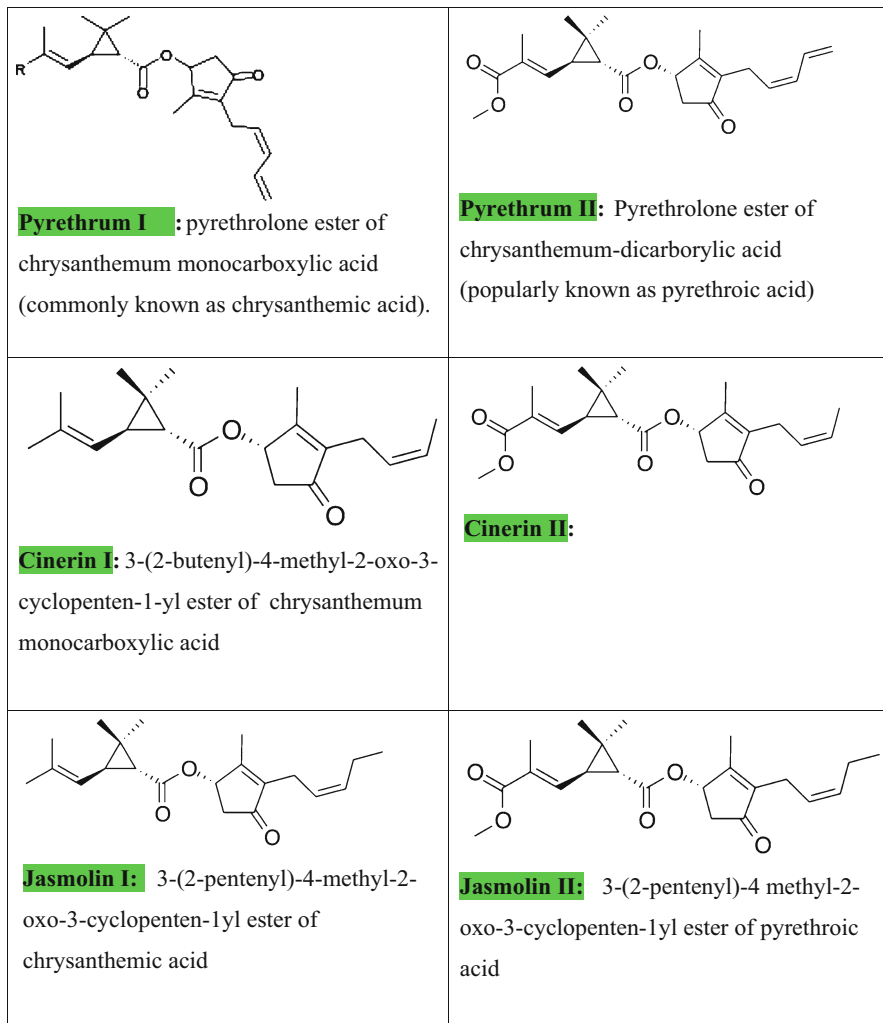 R
O
O
O
Pyrethrum I : pyrethrolone ester of
chrysanthemum monocarboxylic acid
(commonly known as chrysanthemic acid).
O
O
O
O
O
Pyrethrum II: Pyrethrolone ester of
chrysanthemum-dicarborylic acid
(popularly known as pyrethroic acid)
O
O
O
Cinerin I: 3-(2-butenyl)-4-methyl-2-oxo-3-
cyclopenten-1-yl ester of chrysanthemum
monocarboxylic acid
O
O
O
O
O
Cinerin II:
O
O
O
Jasmolin I: 3-(2-pentenyl)-4-methyl-2-
oxo-3-cyclopenten-1yl ester of
chrysanthemic acid
O
O
O
O
O
Jasmolin II: 3-(2-pentenyl)-4 methyl-2-
oxo-3-cyclopenten-1yl ester of pyrethroic
acid